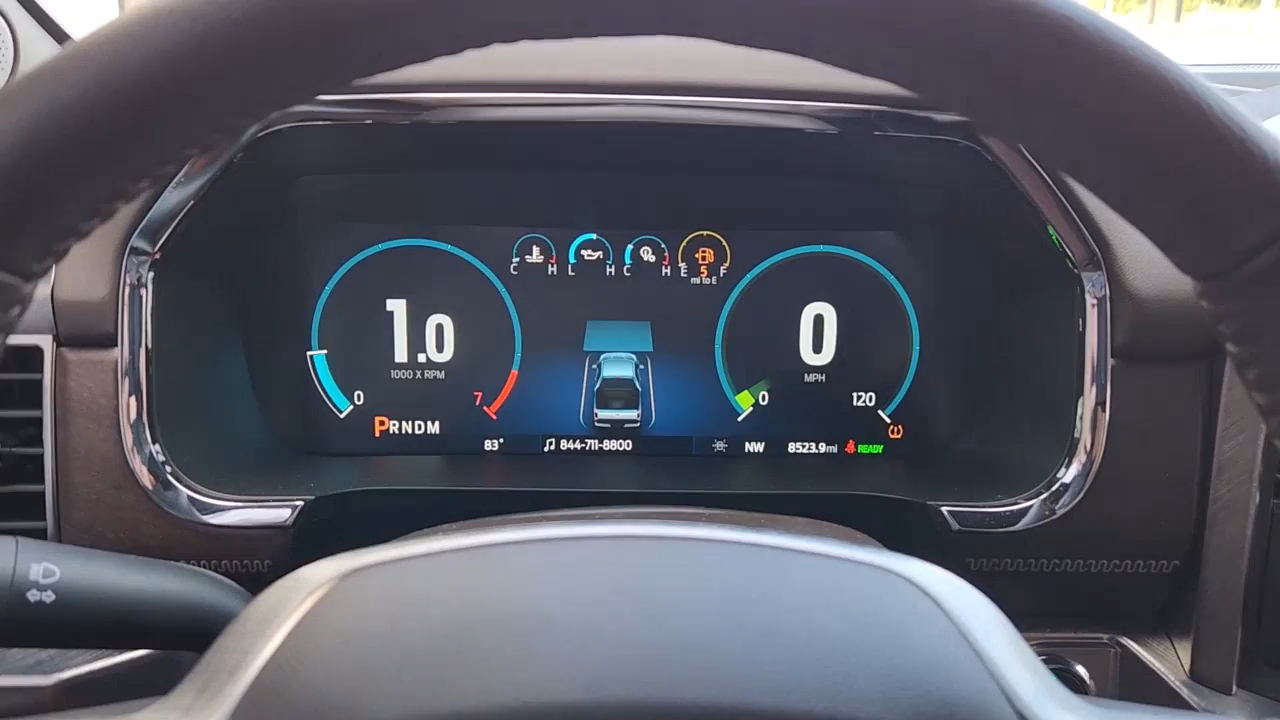 C H L H C H E 5 F
mi to E
1.0
1000 X RPM
0 7
PRNDM
0
MPH
0 120
83° 844-711-8800 NW 8523.9mi READY